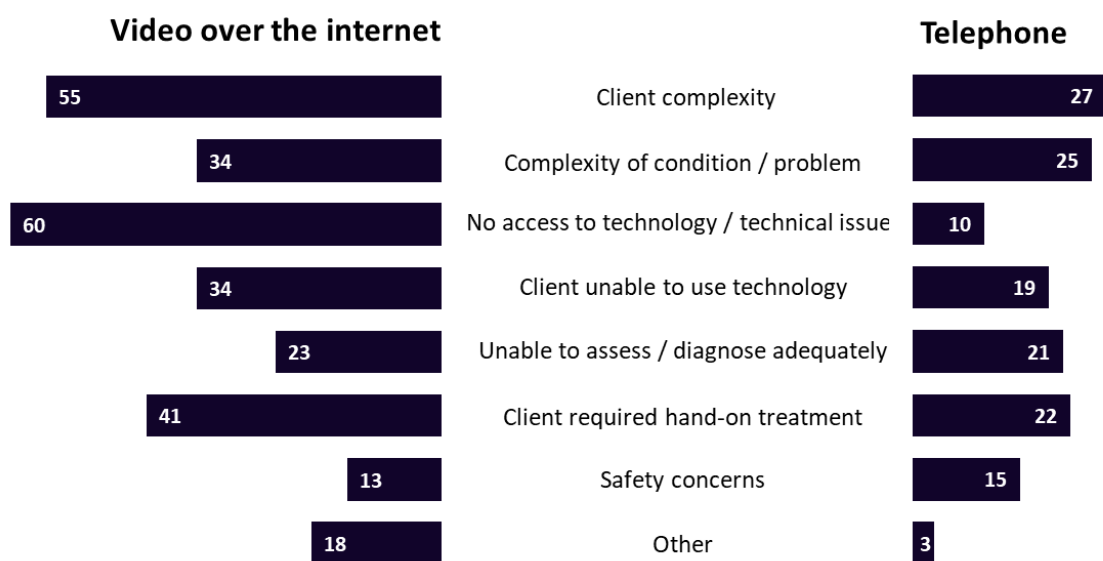 Video over the internet Telephone
55 Client complexity 27
34 Complexity of condition / problem 25
60 No access to technology / technical issue 10
34 Client unable to use technology 19
23 Unable to assess / diagnose adequately 21
41 Client required hand-on treatment 22
13 Safety concerns 15
18 Other 3